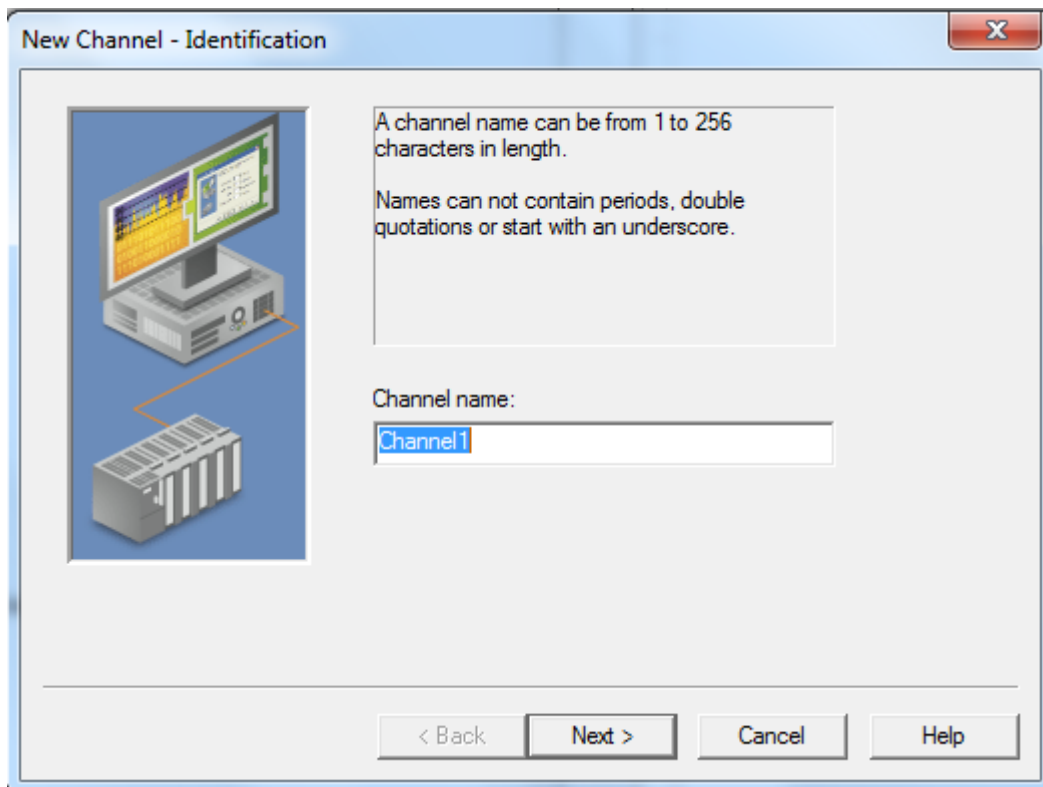 New Channel - Identification
A channel name can be from 1 to 256
characters in length.
Names can not contain periods, double
quotations or start with an underscore.
Channel name:
Channel1
< Back
Next >
Cancel
Help